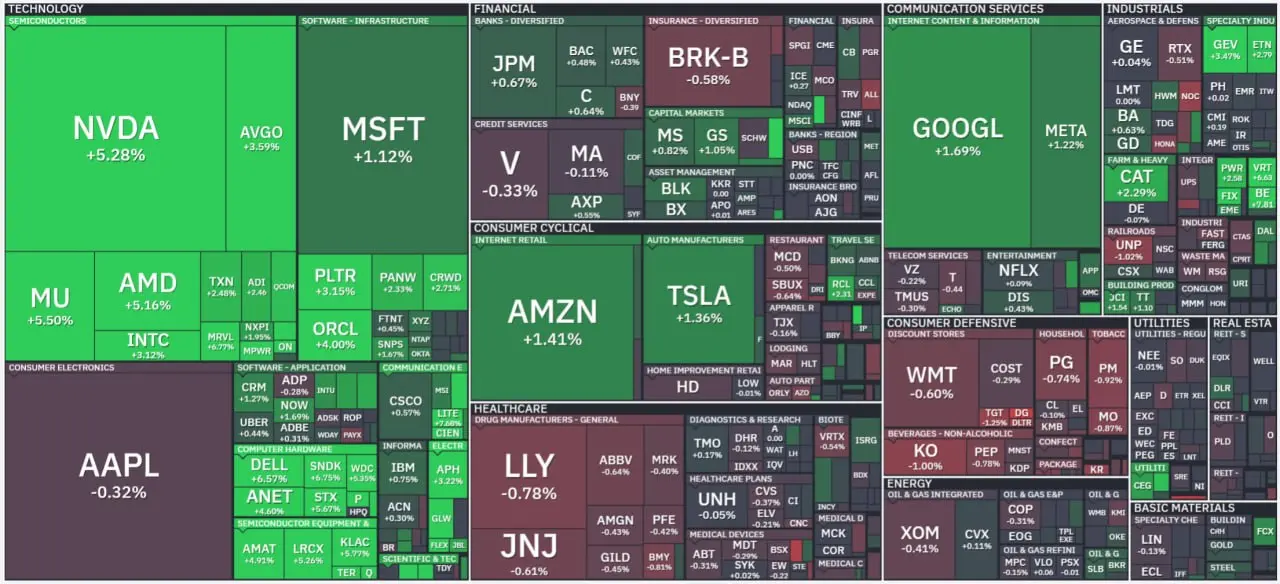 TECHNOLOGY
SEMICONDUCTORS
NVDA
+5.28%
AVGO
+3.59%
MU
+5.50%
AMD
+5.16%
INTC
+3.12%
TXN
+2.48%
ADI
+2.46
QCOM
MRVL
+6.77%
NXPI
+1.95%
MPWR
ON
SOFTWARE - INFRASTRUCTURE
MSFT
+1.12%
PLTR
+3.15%
PANW
+2.33%
CRWD
+2.71%
ORCL
+4.00%
FTNT
+0.45%
XYZ
SNPS
+1.67%
NTAP
OKTA
CONSUMER ELECTRONICS
AAPL
-0.32%
SOFTWARE - APPLICATION
CRM
+1.27%
ADP
-0.28%
INTU
NOW
+1.69%
UBER
+0.44%
ADBE
+0.31%
ADSK
ROP
WDAY
PAYX
COMMUNICATION E
CSCO
+0.57%
MSI
LITE
+7.68%
CIEN
COMPUTER HARDWARE
DELL
+6.57%
SNDK
+6.75%
WDC
+5.35%
ANET
+4.60%
STX
+5.67%
P
HPQ
INFORMA
IBM
+0.75%
ACN
+0.30%
BR
ELECTR
APH
+3.22%
GLW
FLEX
JBL
SEMICONDUCTOR EQUIPMENT &
AMAT
+4.91%
LRCX
+5.26%
KLAC
+5.77%
TER
Q
SCIENTIFIC & TEC
TDY
FINANCIAL
BANKS - DIVERSIFIED
JPM
+0.67%
BAC
+0.48%
WFC
+0.43%
C
+0.64%
BNY
-0.39
INSURANCE - DIVERSIFIED
BRK-B
-0.58%
FINANCIAL
SPGI
CME
ICE
+0.27
MCO
NDAQ
MSCI
INSURA
CB
PGR
TRV
ALL
CINF
L
WRB
CREDIT SERVICES
V
-0.33%
MA
-0.11%
COF
AXP
+0.55%
SYF
CAPITAL MARKETS
MS
+0.82%
GS
+1.05%
SCHW
ASSET MANAGEMENT
BLK
BX
KKR
0.00
STT
AMP
APO
+0.01
ARES
BANKS - REGION
USB
PNC
0.00%
TFC
CFG
MET
AFL
PRU
INSURANCE BRO
AON
AJG
CONSUMER CYCLICAL
INTERNET RETAIL
AMZN
+1.41%
AUTO MANUFACTURERS
TSLA
+1.36%
F
RESTAURANT
MCD
-0.50%
SBUX
-0.64%
DRI
TRAVEL SE
BKNG
ABNB
RCL
+2.31
CCL
EXPE
APPAREL R
TJX
-0.16%
BBY
IP
LODGING
MAR
HLT
HOME IMPROVEMENT RETAI
HD
LOW
-0.01%
AUTO PART
ORLY
AZO
HEALTHCARE
DRUG MANUFACTURERS - GENERAL
LLY
-0.78%
JNJ
-0.61%
ABBV
-0.64%
MRK
-0.40%
AMGN
-0.43%
PFE
-0.42%
GILD
-0.45%
BMY
-0.81%
DIAGNOSTICS & RESEARCH
TMO
+0.17%
DHR
-0.12%
A
0.00
WAT
LH
IDXX
IQV
BIOTE
VRTX
-0.54%
ISRG
BDX
INCY
HEALTHCARE PLANS
UNH
-0.05%
CVS
-0.37%
CI
ELV
-0.21%
CNC
MEDICAL DEVICES
ABT
-0.31%
MDT
-0.29%
BSX
SYK
+0.02%
EW
-0.22
STE
MEDICAL D
MCK
COR
MEDICAL C
COMMUNICATION SERVICES
INTERNET CONTENT & INFORMATION
GOOGL
+1.69%
META
+1.22%
TELECOM SERVICES
VZ
-0.22%
T
-0.44
TMUS
-0.30%
ECHO
ENTERTAINMENT
NFLX
+0.09%
DIS
+0.43%
APP
OMC
INDUSTRIALS
AEROSPACE & DEFENS
GE
+0.04%
RTX
-0.51%
LMT
0.00%
HWM
NOC
BA
+0.63%
TDG
GD
HONA
SPECIALTY INDU
GEV
+3.47%
ETN
+2.79
PH
+0.02
EMR
ITW
CMI
+0.19
ROK
IR
AME
OTIS
FARM & HEAVY
CAT
+2.29%
DE
-0.07%
INTEGR
UPS
PWR
+2.58
VRT
+6.63
FIX
BE
+7.81
EME
RAILROADS
UNP
-1.02%
NSC
CSX
WAB
INDUSTRI
FAST
FERG
CTAS
DAL
CPRT
WASTE MA
WM
RSG
URI
BUILDING PROD
JCI
+1.54
TT
+1.10
CONGLOM
MMM
HON
CONSUMER DEFENSIVE
DISCOUNT STORES
WMT
-0.60%
COST
-0.29%
TGT
-1.25%
DG
DLTR
HOUSEHOL
PG
-0.74%
CL
-0.10%
EL
KMB
TOBACC
PM
-0.92%
MO
-0.87%
BEVERAGES - NON-ALCOHOLIC
KO
-1.00%
PEP
-0.78%
MNST
KDP
CONFECT
PACKAGE
KR
UTILITIES
UTILITIES - REGU
NEE
-0.01%
SO
DUK
AEP
D
ETR
XEL
EXC
ED
FE
WEC
PPL
PEG
ES
LNT
UTILITI
CEG
SRE
NI
REAL ESTA
REIT - S
EQIX
WELL
DLR
CCI
VTR
REIT - I
PLD
O
REIT -
ENERGY
OIL & GAS INTEGRATED
XOM
-0.41%
CVX
+0.11%
OIL & GAS E&P
COP
-0.31%
EOG
TPL
EXE
OIL & G
WMB
KMI
OKE
OIL & GAS REFINI
MPC
-0.15%
VLO
+0.06
PSX
-0.01
OIL & G
SLB
BKR
BASIC MATERIALS
SPECIALTY CHE
LIN
-0.13%
ECL
IFF
BUILDIN
CRH
GOLD
STEEL
FCX